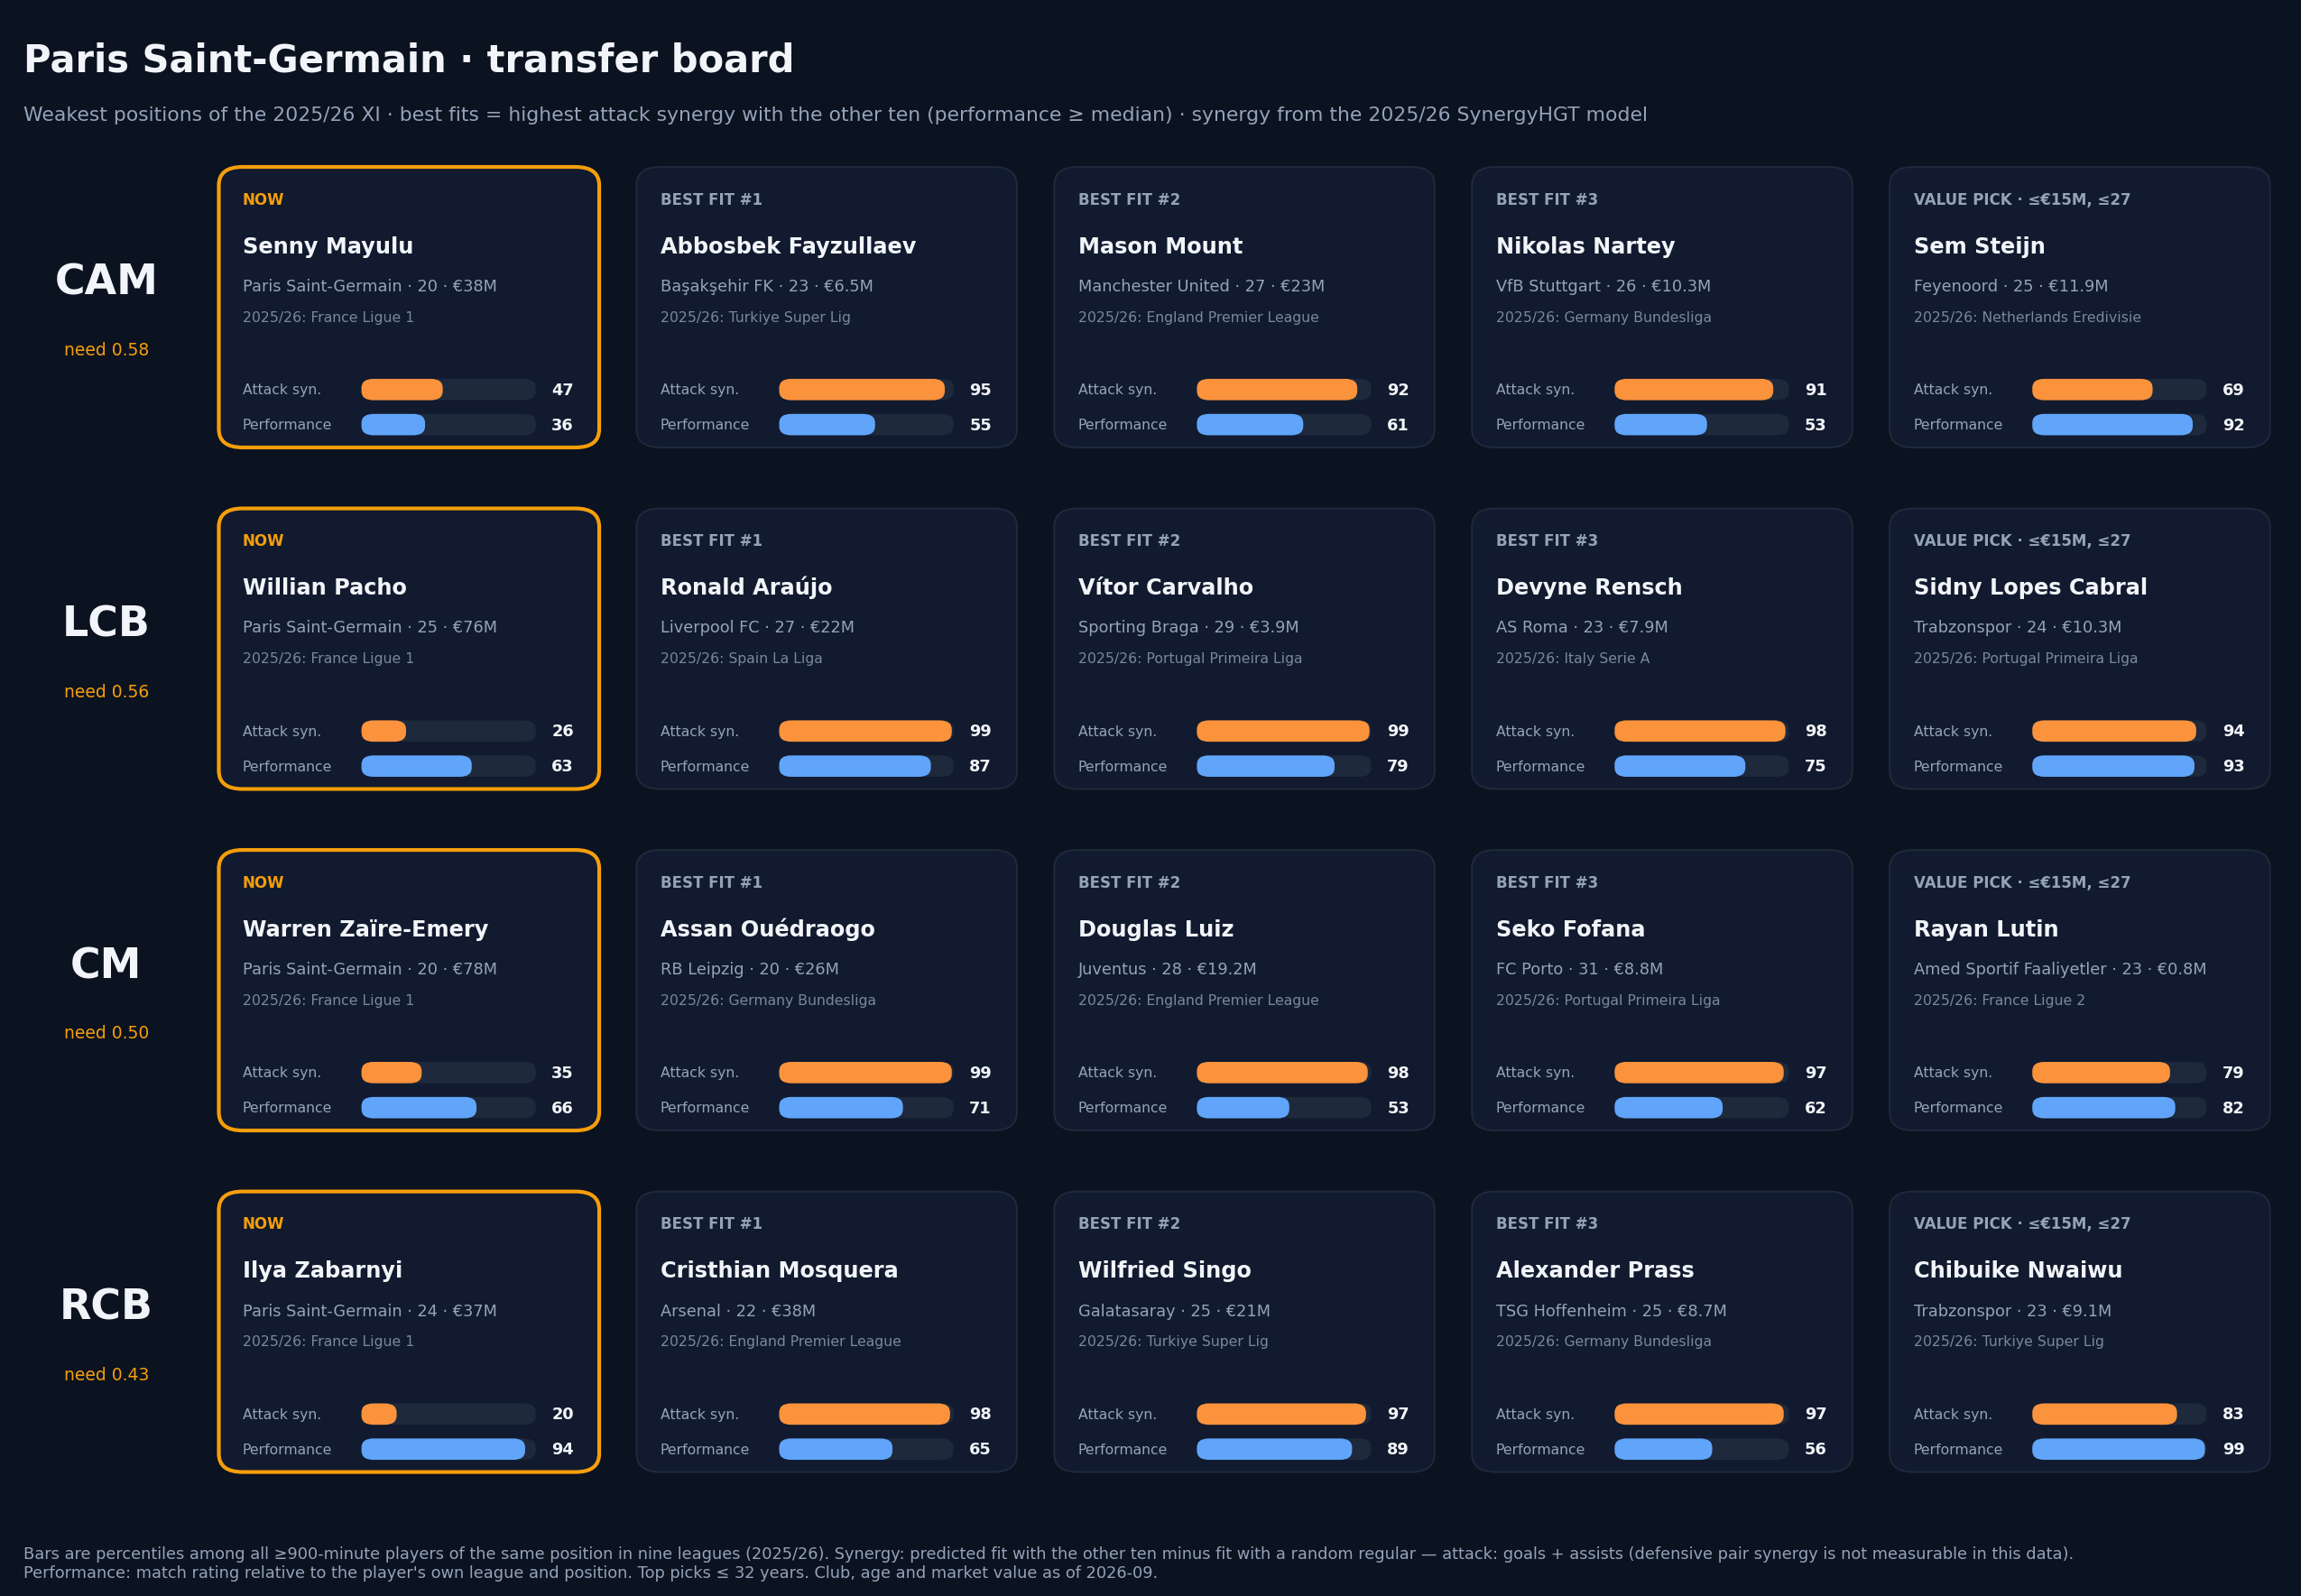 Paris Saint-Germain · transfer board
Weakest positions of the 2025/26 XI · best fits = highest attack synergy with the other ten (performance ≥ median) · synergy from the 2025/26 SynergyHGT model
CAM
need 0.58
NOW
Senny Mayulu
Paris Saint-Germain · 20 · €38M
2025/26: France Ligue 1
Attack syn. 47
Performance 36
BEST FIT #1
Abbosbek Fayzullaev
Başakşehir FK · 23 · €6.5M
2025/26: Turkiye Super Lig
Attack syn. 95
Performance 55
BEST FIT #2
Mason Mount
Manchester United · 27 · €23M
2025/26: England Premier League
Attack syn. 92
Performance 61
BEST FIT #3
Nikolas Nartey
VfB Stuttgart · 26 · €10.3M
2025/26: Germany Bundesliga
Attack syn. 91
Performance 53
VALUE PICK · ≤€15M, ≤27
Sem Steijn
Feyenoord · 25 · €11.9M
2025/26: Netherlands Eredivisie
Attack syn. 69
Performance 92
LCB
need 0.56
NOW
Willian Pacho
Paris Saint-Germain · 25 · €76M
2025/26: France Ligue 1
Attack syn. 26
Performance 63
BEST FIT #1
Ronald Araújo
Liverpool FC · 27 · €22M
2025/26: Spain La Liga
Attack syn. 99
Performance 87
BEST FIT #2
Vítor Carvalho
Sporting Braga · 29 · €3.9M
2025/26: Portugal Primeira Liga
Attack syn. 99
Performance 79
BEST FIT #3
Devyne Rensch
AS Roma · 23 · €7.9M
2025/26: Italy Serie A
Attack syn. 98
Performance 75
VALUE PICK · ≤€15M, ≤27
Sidny Lopes Cabral
Trabzonspor · 24 · €10.3M
2025/26: Portugal Primeira Liga
Attack syn. 94
Performance 93
CM
need 0.50
NOW
Warren Zaïre-Emery
Paris Saint-Germain · 20 · €78M
2025/26: France Ligue 1
Attack syn. 35
Performance 66
BEST FIT #1
Assan Ouédraogo
RB Leipzig · 20 · €26M
2025/26: Germany Bundesliga
Attack syn. 99
Performance 71
BEST FIT #2
Douglas Luiz
Juventus · 28 · €19.2M
2025/26: England Premier League
Attack syn. 98
Performance 53
BEST FIT #3
Seko Fofana
FC Porto · 31 · €8.8M
2025/26: Portugal Primeira Liga
Attack syn. 97
Performance 62
VALUE PICK · ≤€15M, ≤27
Rayan Lutin
Amed Sportif Faaliyetler · 23 · €0.8M
2025/26: France Ligue 2
Attack syn. 79
Performance 82
RCB
need 0.43
NOW
Ilya Zabarnyi
Paris Saint-Germain · 24 · €37M
2025/26: France Ligue 1
Attack syn. 20
Performance 94
BEST FIT #1
Cristhian Mosquera
Arsenal · 22 · €38M
2025/26: England Premier League
Attack syn. 98
Performance 65
BEST FIT #2
Wilfried Singo
Galatasaray · 25 · €21M
2025/26: Turkiye Super Lig
Attack syn. 97
Performance 89
BEST FIT #3
Alexander Prass
TSG Hoffenheim · 25 · €8.7M
2025/26: Germany Bundesliga
Attack syn. 97
Performance 56
VALUE PICK · ≤€15M, ≤27
Chibuike Nwaiwu
Trabzonspor · 23 · €9.1M
2025/26: Turkiye Super Lig
Attack syn. 83
Performance 99
Bars are percentiles among all ≥900-minute players of the same position in nine leagues (2025/26). Synergy: predicted fit with the other ten minus fit with a random regular — attack: goals + assists (defensive pair synergy is not measurable in this data).
Performance: match rating relative to the player's own league and position. Top picks ≤ 32 years. Club, age and market value as of 2026-09.